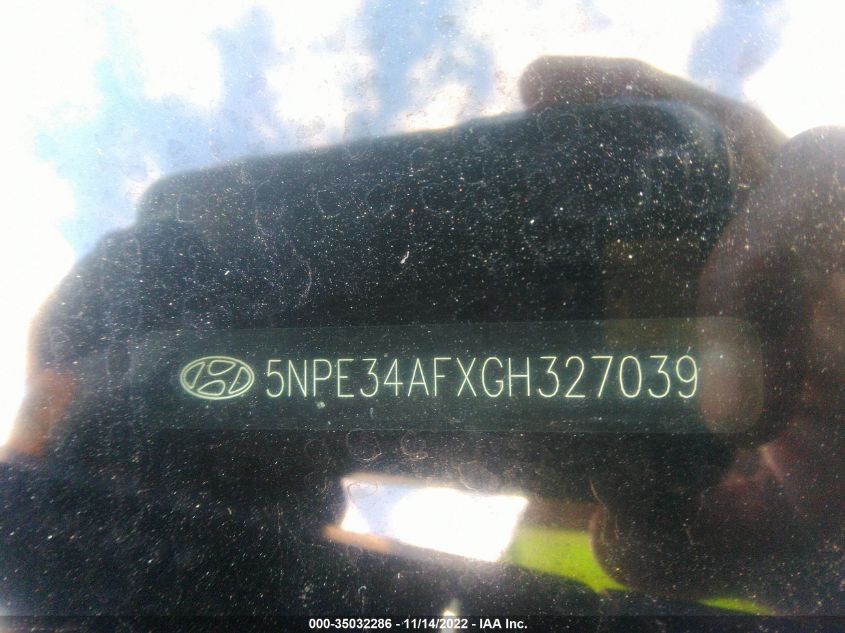 5NPE34AFXGH327039
000-35032286 - 11/14/2022 - IAA Inc.